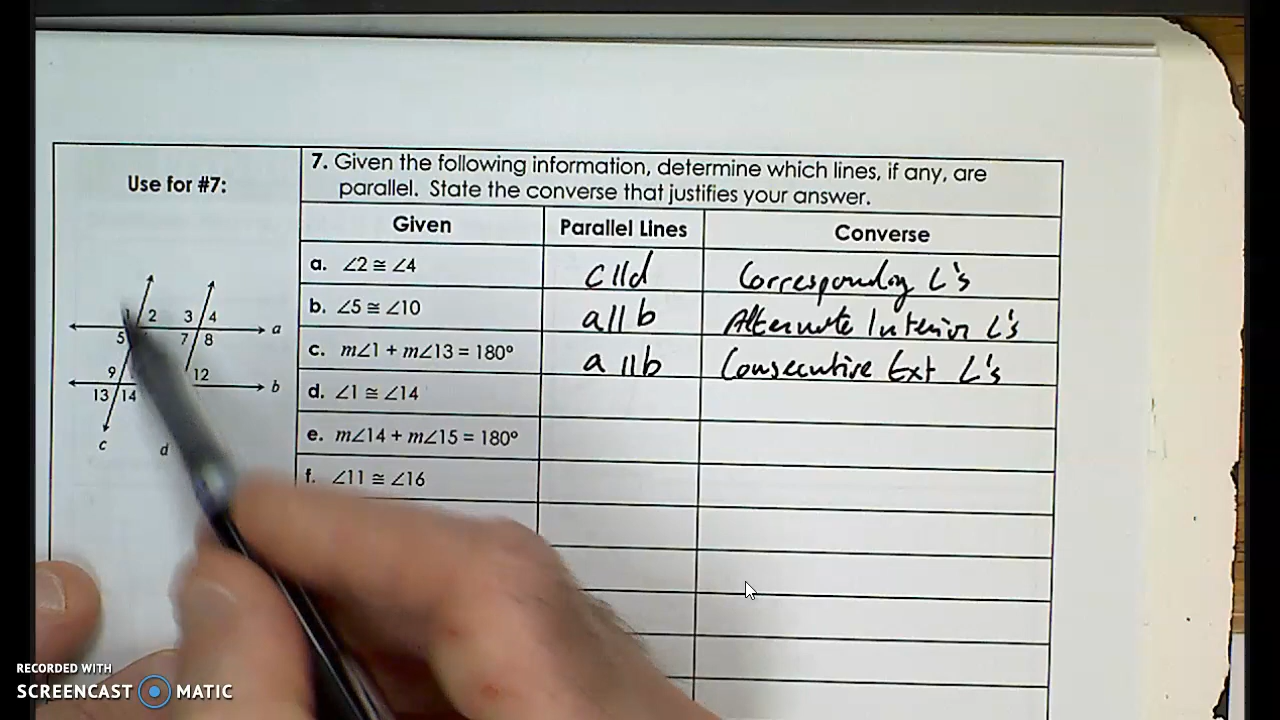 Use for #7:
1 2 3 4 a
5 7 8
9 12 b
13 14
c d
7. Given the following information, determine which lines, if any, are
parallel. State the converse that justifies your answer.
Given Parallel Lines Converse
a. ∠2 ≅ ∠4 c∥d Corresponding ∠'s
b. ∠5 ≅ ∠10 a∥b Alternate Interior ∠'s
c. m∠1 + m∠13 = 180° a∥b Consecutive Ext ∠'s
d. ∠1 ≅ ∠14
e. m∠14 + m∠15 = 180°
f. ∠11 ≅ ∠16
RECORDED WITH
SCREENCAST MATIC